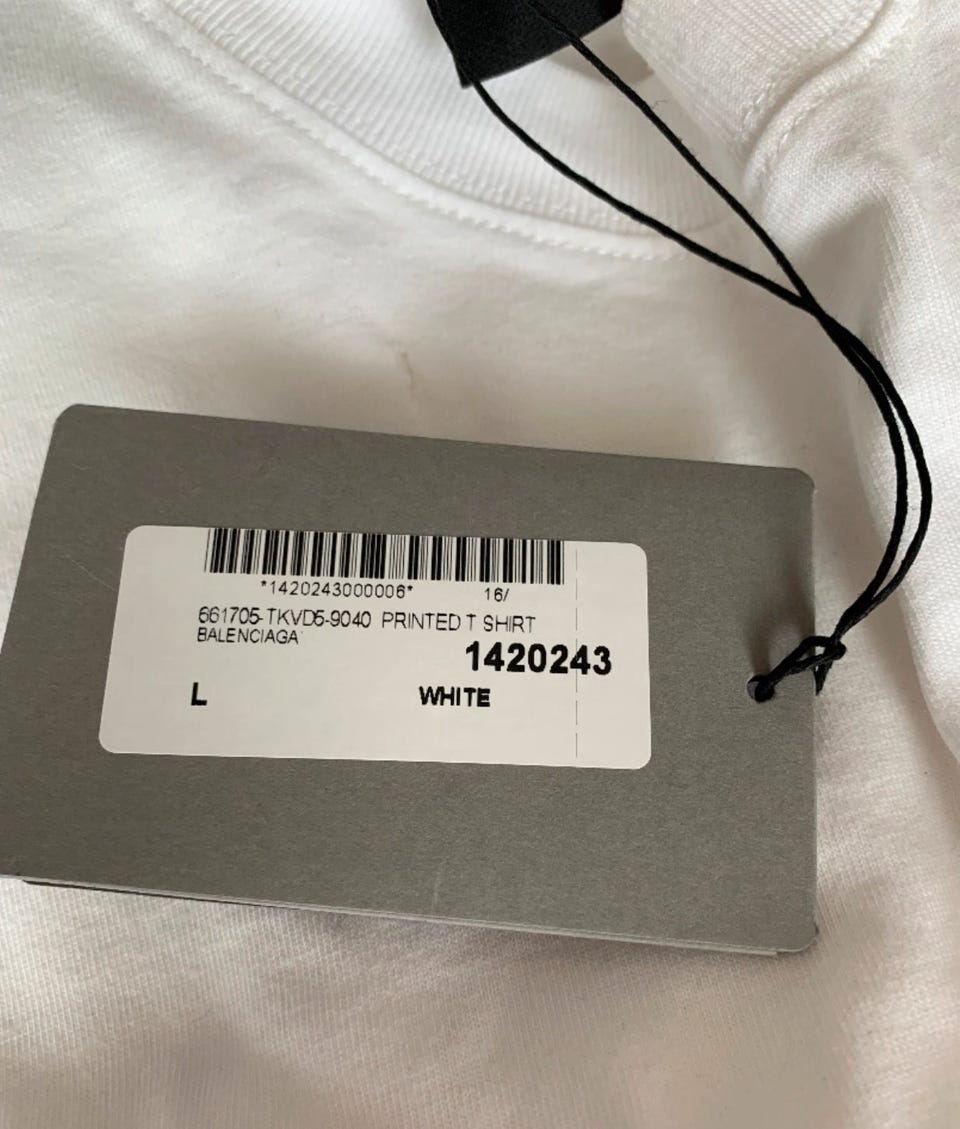 *1420243000006* 16/
661705-TKVD5-9040 PRINTED T SHIRT
BALENCIAGA
1420243
L WHITE